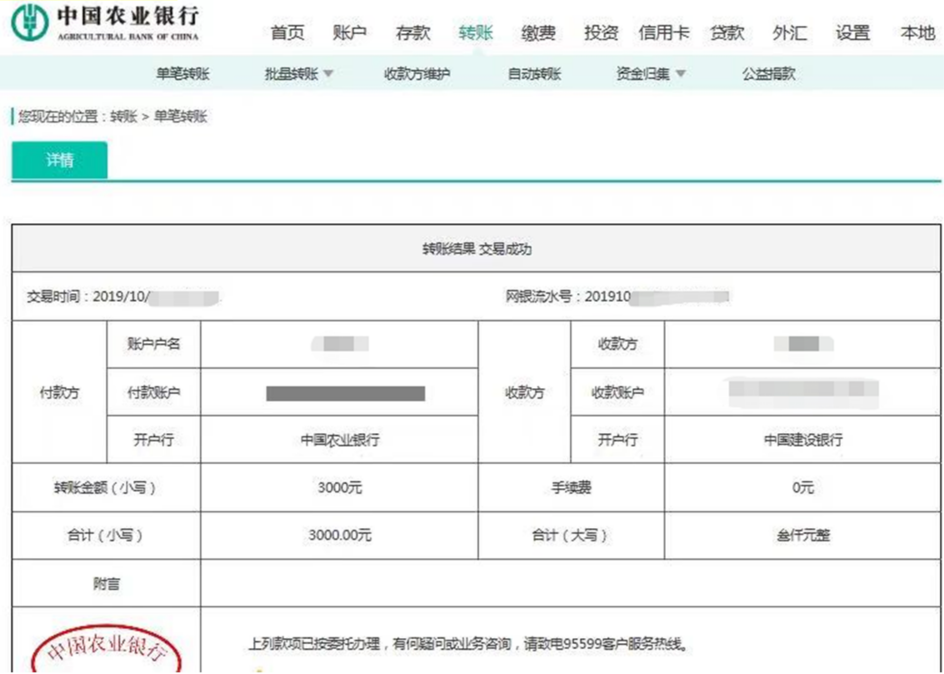 中国农业银行
AGRICULTURAL BANK OF CHINA
首页 账户 存款 转账 缴费 投资 信用卡 贷款 外汇 设置 本地
单笔转账 批量转账 收款方维护 自动转账 资金归集 公益捐款
您现在的位置：转账 > 单笔转账
详情
转账结果 交易成功
交易时间：2019/10/ 网银流水号：201910
付款方 账户户名 收款方 收款方
付款账户 收款账户
开户行 中国农业银行 开户行 中国建设银行
转账金额（小写） 3000元 手续费 0元
合计（小写） 3000.00元 合计（大写） 叁仟元整
附言
中国农业银行
上列款项已按委托办理，有何疑问或业务咨询，请致电95599客户服务热线。